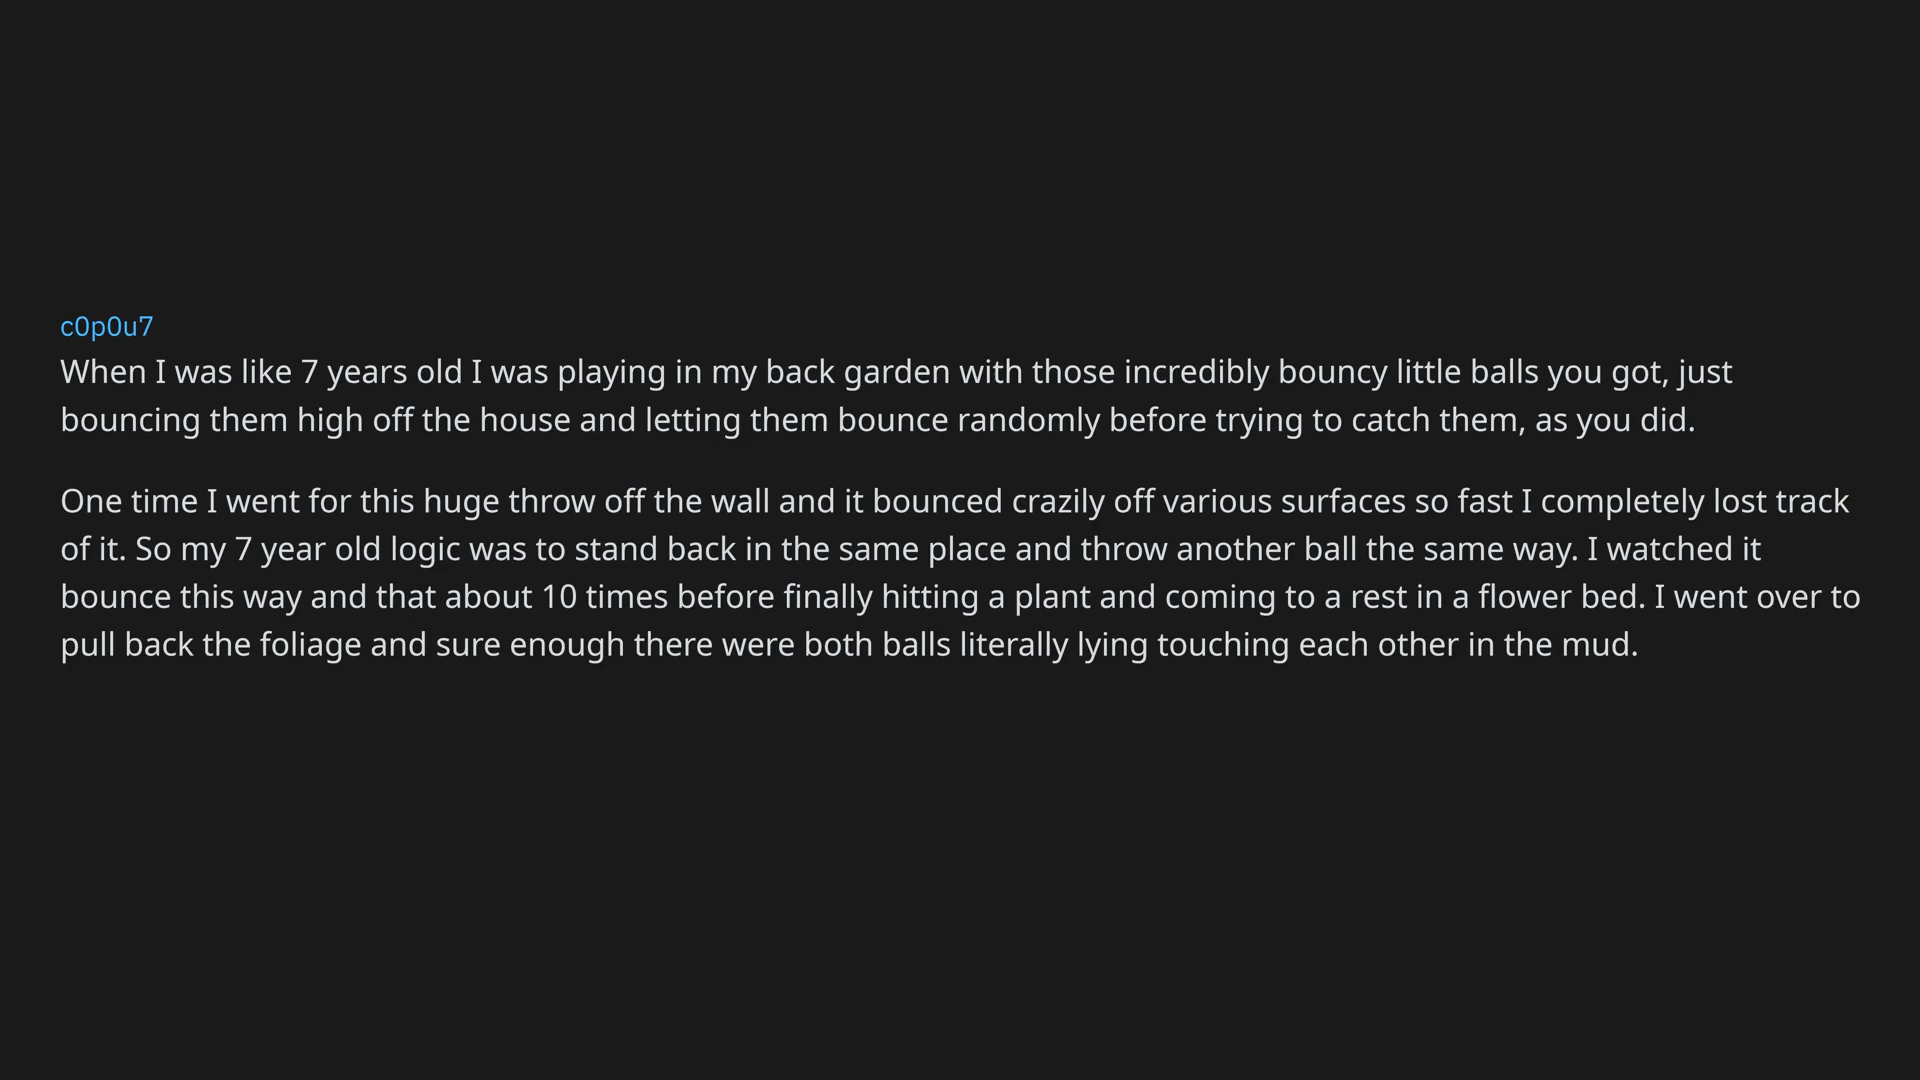 c0p0u7
When I was like 7 years old I was playing in my back garden with those incredibly bouncy little balls you got, just
bouncing them high off the house and letting them bounce randomly before trying to catch them, as you did.
One time I went for this huge throw off the wall and it bounced crazily off various surfaces so fast I completely lost track
of it. So my 7 year old logic was to stand back in the same place and throw another ball the same way. I watched it
bounce this way and that about 10 times before finally hitting a plant and coming to a rest in a flower bed. I went over to
pull back the foliage and sure enough there were both balls literally lying touching each other in the mud.